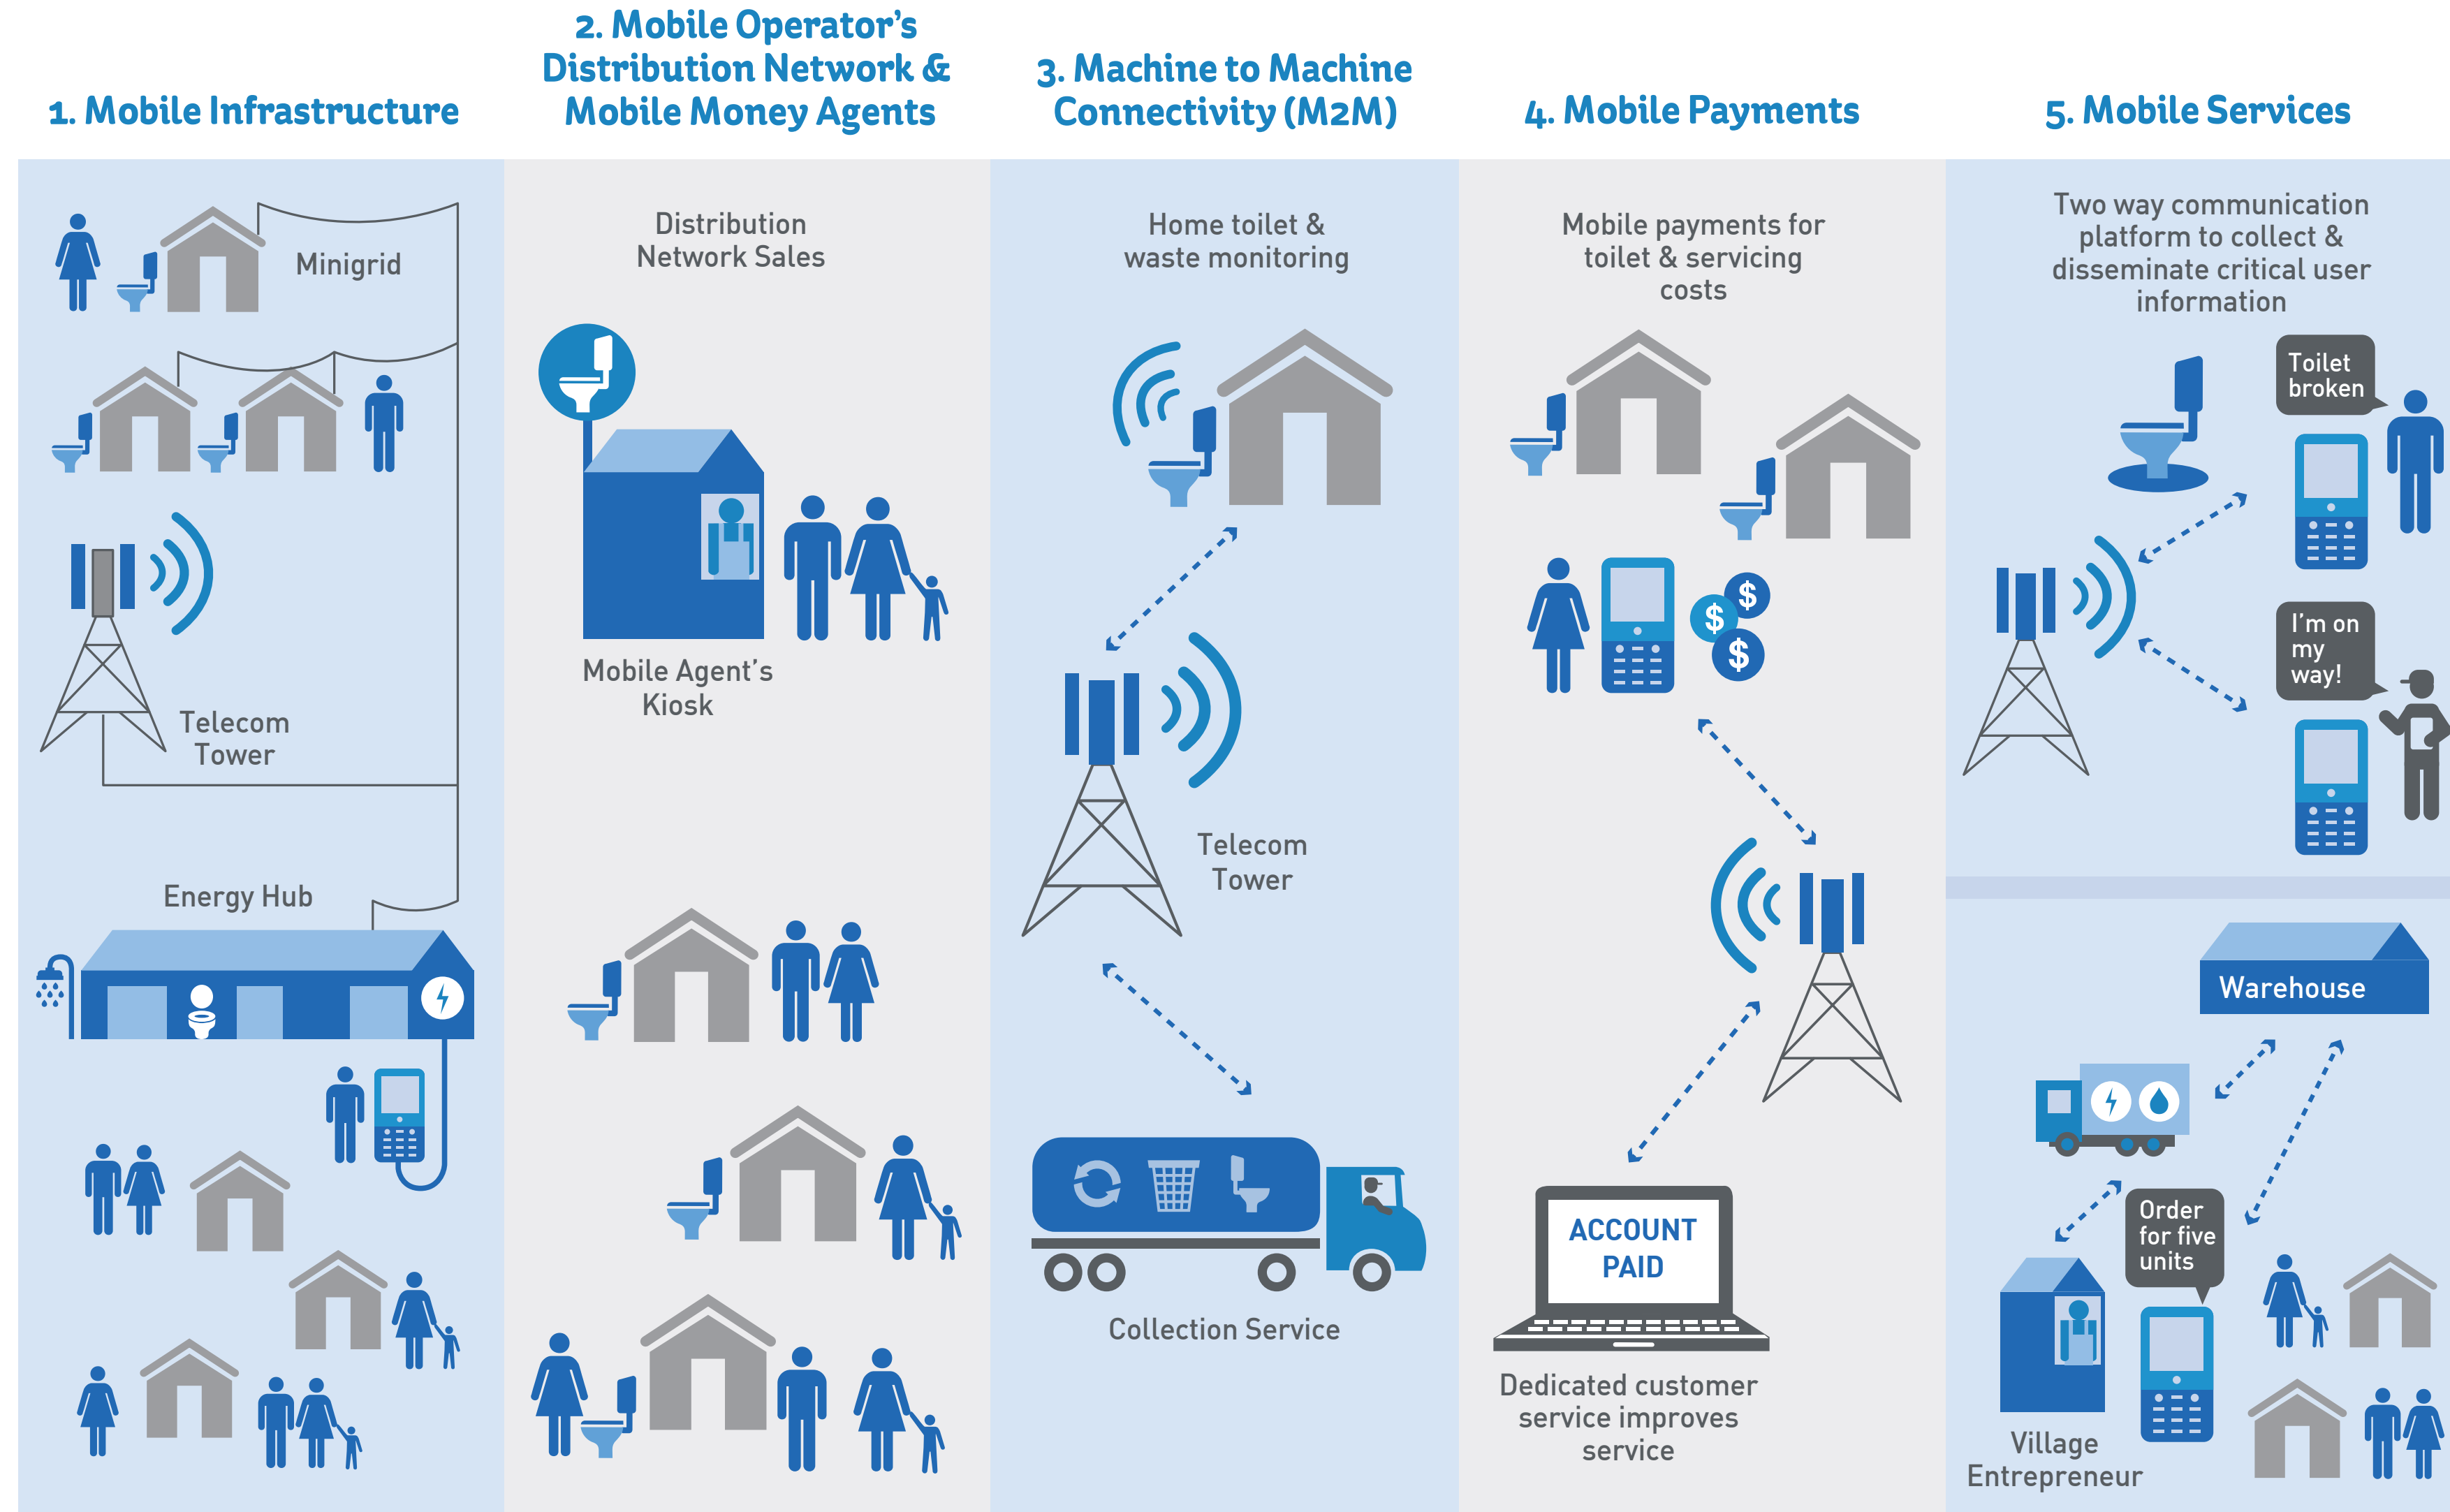 1. Mobile Infrastructure
2. Mobile Operator's
Distribution Network &
Mobile Money Agents
3. Machine to Machine
Connectivity (M2M)
4. Mobile Payments
5. Mobile Services
Minigrid
Telecom
Tower
Energy Hub
Distribution
Network Sales
Mobile Agent's
Kiosk
Home toilet &
waste monitoring
Telecom
Tower
Collection Service
Mobile payments for
toilet & servicing
costs
$
$
$
ACCOUNT
PAID
Dedicated customer
service improves
service
Two way communication
platform to collect &
disseminate critical user
information
Toilet
broken
I'm on
my
way!
Warehouse
Order
for five
units
Village
Entrepreneur